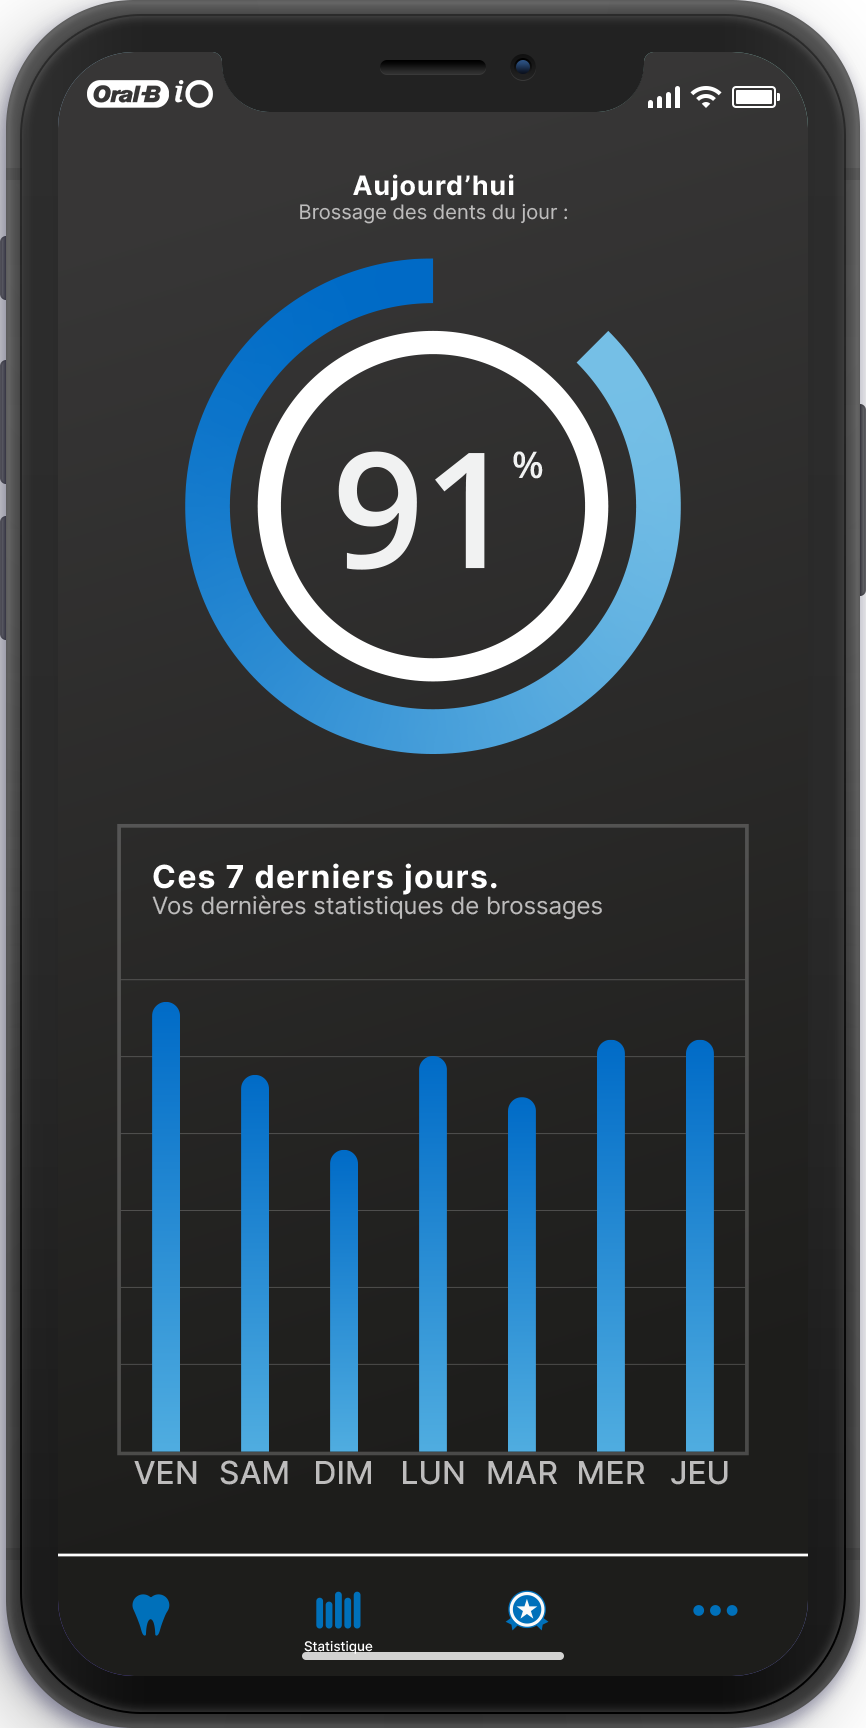 Oral-B iO
Aujourd’hui
Brossage des dents du jour :
91%
Ces 7 derniers jours.
Vos dernières statistiques de brossages
VEN SAM DIM LUN MAR MER JEU
Statistique